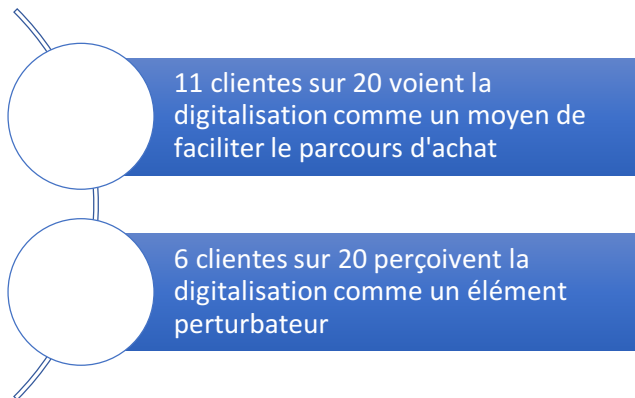 11 clientes sur 20 voient la
digitalisation comme un moyen de
faciliter le parcours d'achat
6 clientes sur 20 perçoivent la
digitalisation comme un élément
perturbateur